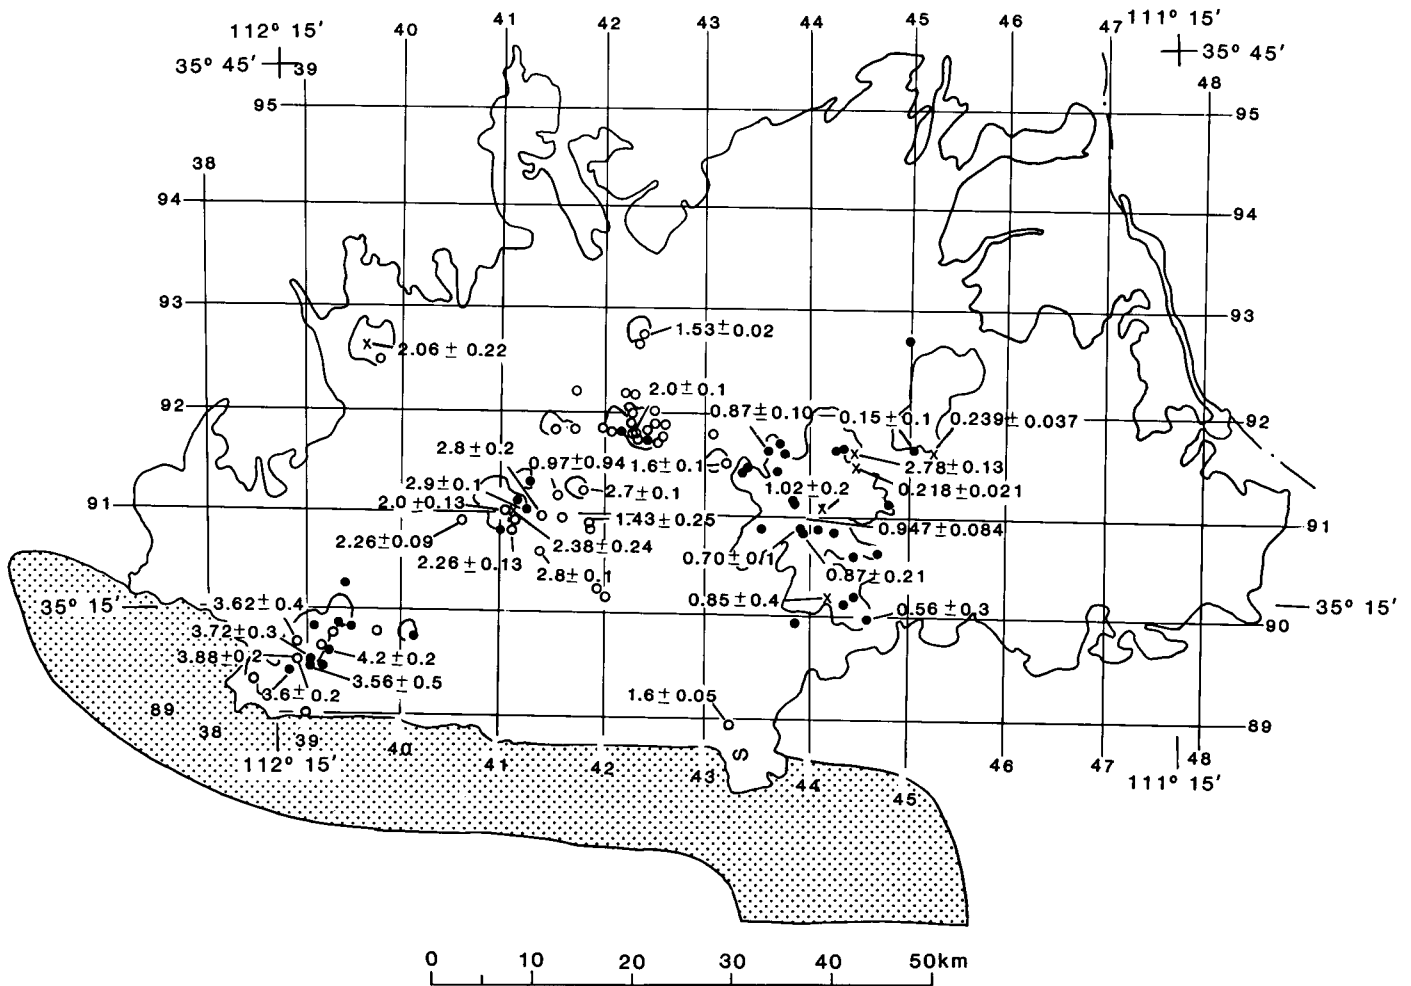 112° 15′
40
41
42
43
44
45
46
47
111° 15′
35° 45′
39
35° 45′
48
95
95
38
94
94
93
93
1.53 ± 0.02
2.06 ± 0.22
2.0 ± 0.1
92
0.87 ± 0.10
0.15 ± 0.1
0.239 ± 0.037
92
2.8 ± 0.2
0.97 ± 0.94
1.6 ± 0.1
2.78 ± 0.13
2.9 ± 0.1
2.7 ± 0.1
1.02 ± 0.2
0.218 ± 0.021
2.0 ± 0.13
91
1.43 ± 0.25
0.947 ± 0.084
91
2.26 ± 0.09
2.38 ± 0.24
2.26 ± 0.13
2.8 ± 0.1
0.70 ± 0.1
0.87 ± 0.21
35° 15′
3.62 ± 0.4
0.85 ± 0.4
0.56 ± 0.3
35° 15′
3.72 ± 0.3
90
3.88 ± 0.2
4.2 ± 0.2
3.56 ± 0.5
3.6 ± 0.2
1.6 ± 0.05
89
38
39
40
89
S
112° 15′
41
42
43
44
45
46
47
48
111° 15′
0
10
20
30
40
50km